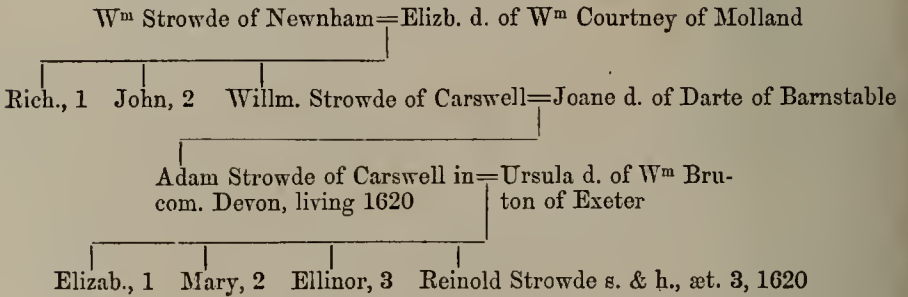 Wᵐ Strowde of Newnham=Elizb. d. of Wᵐ Courtney of Molland
Rich., 1 John, 2 Willm. Strowde of Carswell=Joane d. of Darte of Barnstable
Adam Strowde of Carswell in=Ursula d. of Wᵐ Bru-
com. Devon, living 1620 ton of Exeter
Elizab., 1 Mary, 2 Ellinor, 3 Reinold Strowde s. & h., æt. 3, 1620